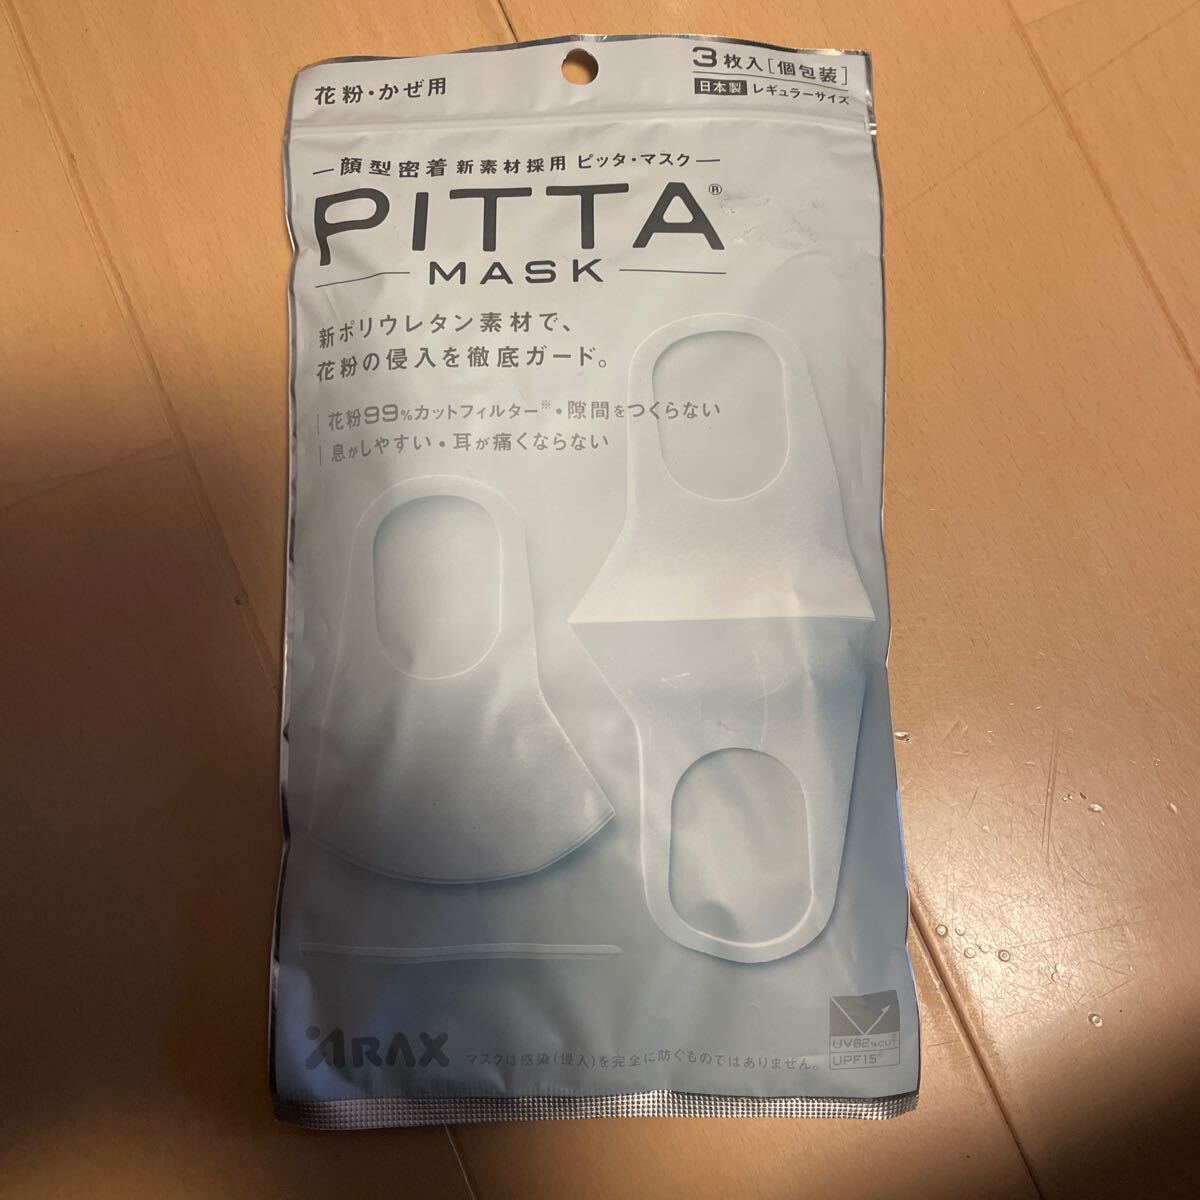 花粉・かぜ用
3枚入[個包装]
日本製 レギュラーサイズ
顔型密着 新素材採用 ピッタ・マスク
PITTA®
MASK
新ポリウレタン素材で、
花粉の侵入を徹底ガード。
花粉99%カットフィルター※・隙間をつくらない
息がしやすい・耳が痛くならない
ARAX
マスクは感染(侵入)を完全に防ぐものではありません。
UV82%CUT
UPF15